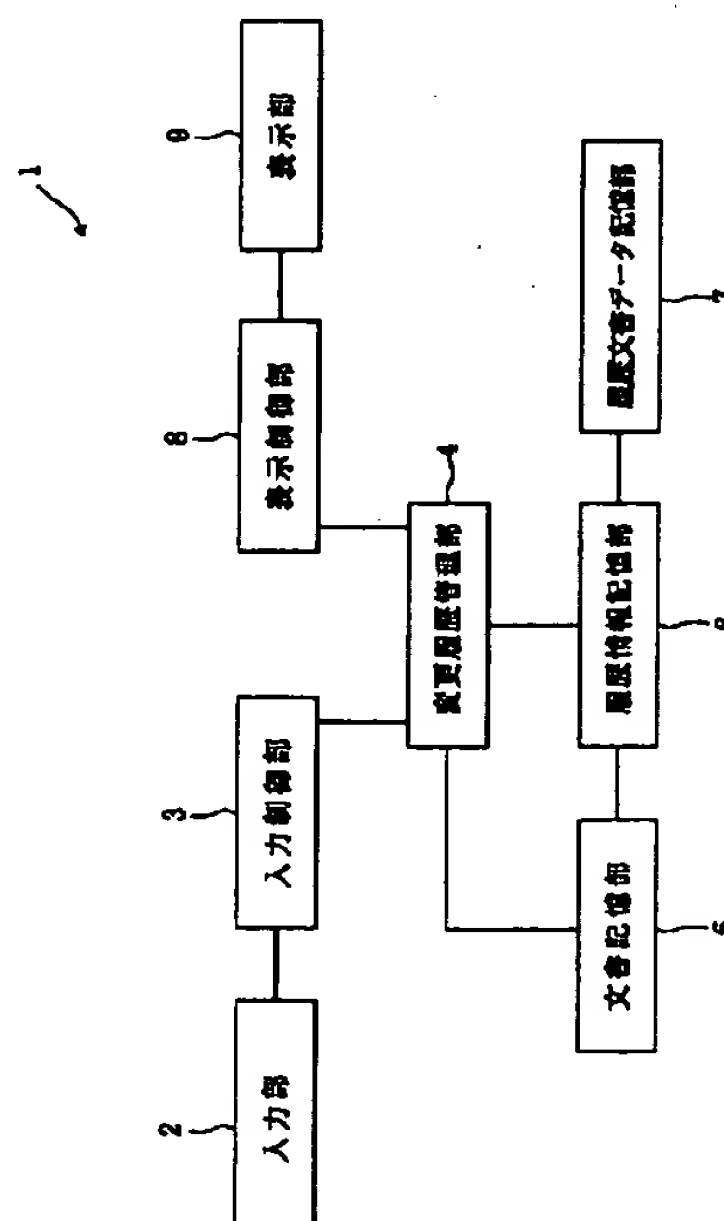 1
2
3
8
9
入力部
入力制御部
表示制御部
表示部
4
変更履歴管理部
文書記憶部
履歴情報記憶部
履歴文書データ記憶部
7